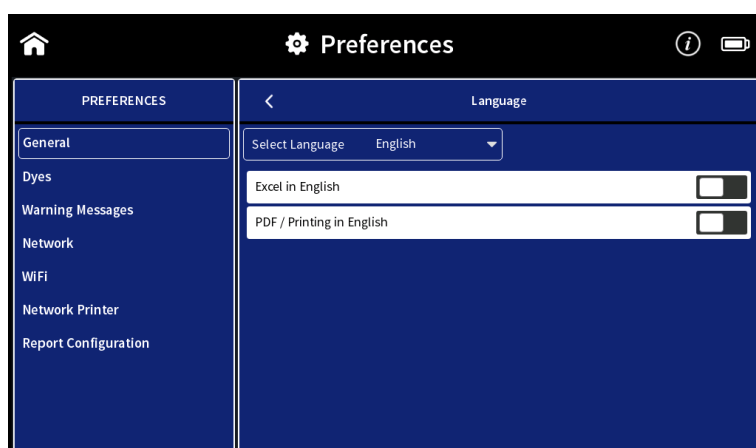 Preferences
i
PREFERENCES
Language
General
Select Language English
Dyes
Excel in English
Warning Messages
PDF / Printing in English
Network
WiFi
Network Printer
Report Configuration